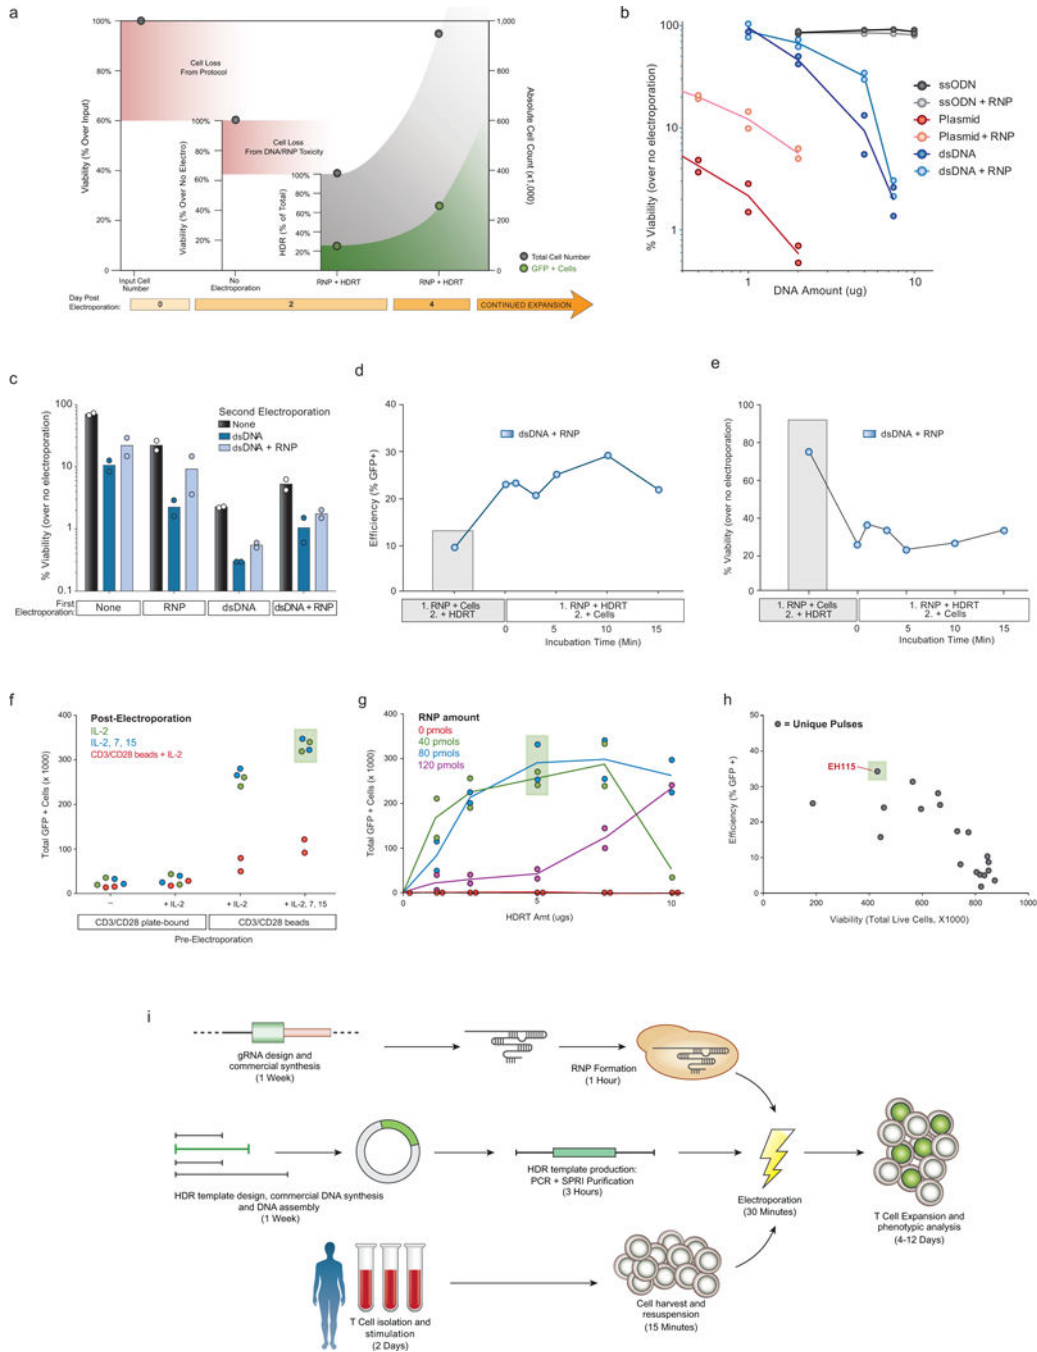 a
100%
80%
60%
40%
20%
0%
Viability (% Over Input)
Cell Loss
From Protocol
100%
80%
60%
40%
20%
Viability (% Over No Electro)
Cell Loss
From DNA/RNP Toxicity
100%
80%
60%
40%
20%
HDR (% of Total)
1,000
800
600
400
200
0
Absolute Cell Count (x1,000)
Total Cell Number
GFP + Cells
Input Cell
Number
No
Electroporation
RNP + HDRT
RNP + HDRT
Day Post
Electroporation:
0
2
4
CONTINUED EXPANSION
b
100
10
1
% Viability (over no electroporation)
1
10
DNA Amount (ug)
ssODN
ssODN + RNP
Plasmid
Plasmid + RNP
dsDNA
dsDNA + RNP
c
100
10
1
0.1
% Viability (over no electroporation)
Second Electroporation
None
dsDNA
dsDNA + RNP
First
Electroporation:
None
RNP
dsDNA
dsDNA + RNP
d
40
30
20
10
0
Efficiency (% GFP+)
dsDNA + RNP
1. RNP + Cells
2. + HDRT
1. RNP + HDRT
2. + Cells
0
5
10
15
Incubation Time (Min)
e
100
80
60
40
20
0
% Viability (over no electroporation)
dsDNA + RNP
1. RNP + Cells
2. + HDRT
1. RNP + HDRT
2. + Cells
0
5
10
15
Incubation Time (Min)
f
400
300
200
100
0
Total GFP + Cells (x 1000)
Post-Electroporation
IL-2
IL-2, 7, 15
CD3/CD28 beads + IL-2
–
+ IL-2
+ IL-2
+ IL-2, 7, 15
CD3/CD28 plate-bound
CD3/CD28 beads
Pre-Electroporation
g
400
300
200
100
0
Total GFP + Cells (x 1000)
RNP amount
0 pmols
40 pmols
80 pmols
120 pmols
0
5
10
HDRT Amt (ugs)
h
50
40
30
20
10
0
Efficiency (% GFP +)
= Unique Pulses
EH115
0
200
400
600
800
1000
Viability (Total Live Cells, X1000)
i
gRNA design and
commercial synthesis
(1 Week)
RNP Formation
(1 Hour)
HDR template design, commercial DNA synthesis
and DNA assembly
(1 Week)
HDR template production:
PCR + SPRI Purification
(3 Hours)
Electroporation
(30 Minutes)
T Cell Expansion and
phenotypic analysis
(4-12 Days)
T Cell isolation and
stimulation
(2 Days)
Cell harvest and
resuspension
(15 Minutes)